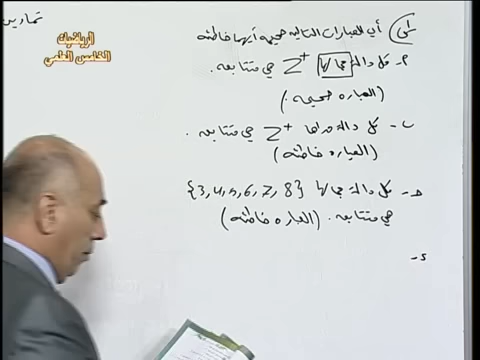 تمارين
الرياضيات
الخامس العلمي
س١) أي العبارات التالية صحيحة أيها خاطئة
أ- كل دالة مجالها Z+ هي متتابعة.
(العبارة صحيحة.)
ب- كل دالة مداها Z+ هي متتابعة.
(العبارة خاطئة)
جـ- كل دالة مجالها {3,4,5,6,7,8}
هي متتابعة. (العبارة خاطئة)
د-